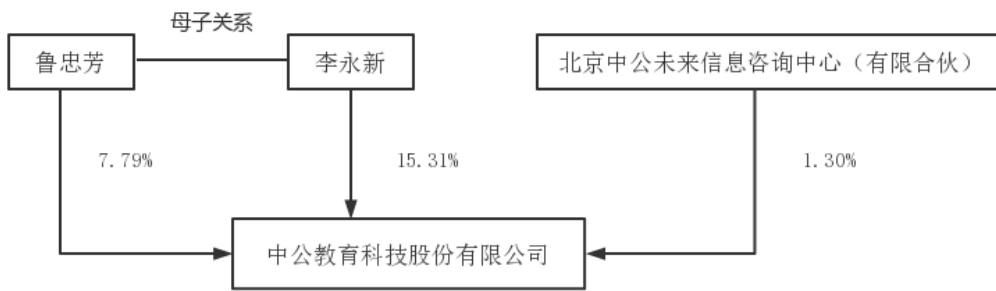 母子关系
鲁忠芳
李永新
北京中公未来信息咨询中心（有限合伙）
7.79%
15.31%
1.30%
中公教育科技股份有限公司